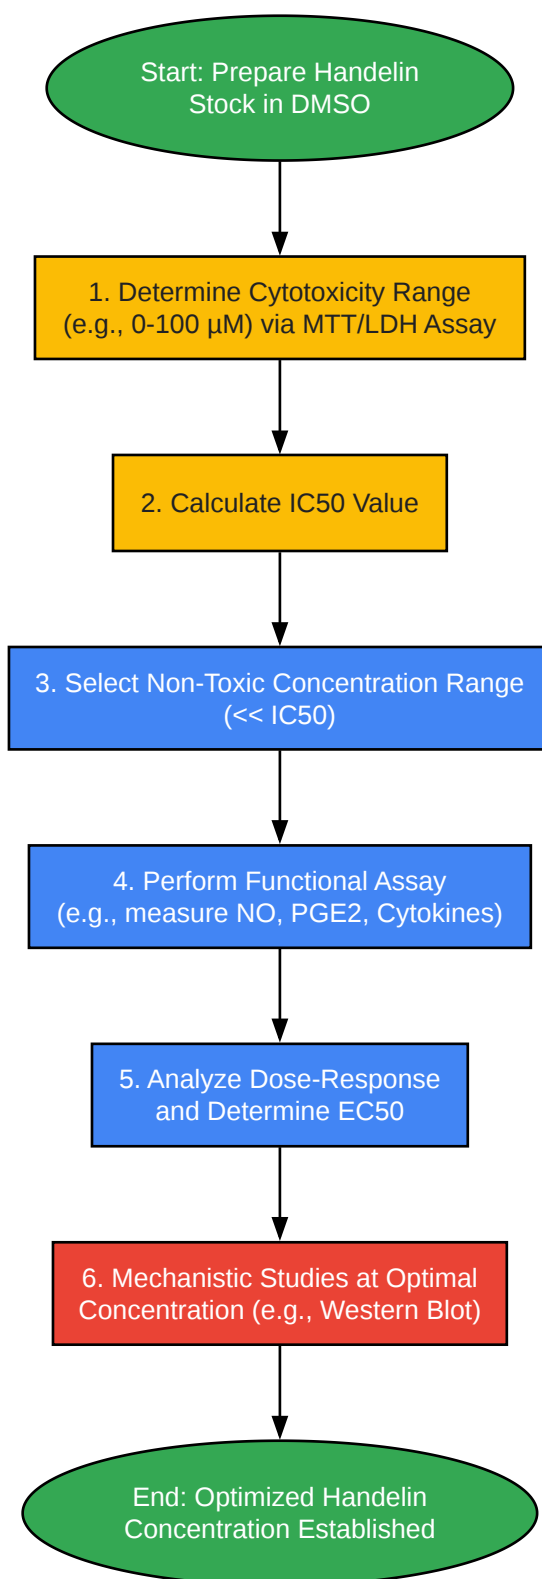 Start: Prepare Handelin
Stock in DMSO
1. Determine Cytotoxicity Range
(e.g., 0-100 µM) via MTT/LDH Assay
2. Calculate IC50 Value
3. Select Non-Toxic Concentration Range
(<< IC50)
4. Perform Functional Assay
(e.g., measure NO, PGE2, Cytokines)
5. Analyze Dose-Response
and Determine EC50
6. Mechanistic Studies at Optimal
Concentration (e.g., Western Blot)
End: Optimized Handelin
Concentration Established